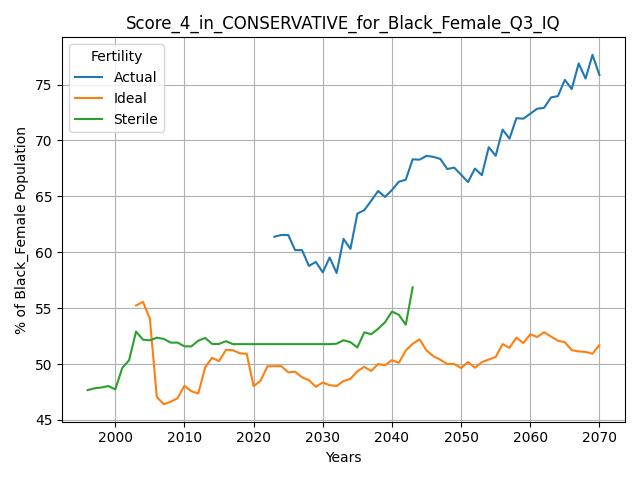 Score_4_in_CONSERVATIVE_for_Black_Female_Q3_IQ
Fertility
Actual
Ideal
Sterile
% of Black_Female Population
75
70
65
60
55
50
45
2000
2010
2020
2030
2040
2050
2060
2070
Years